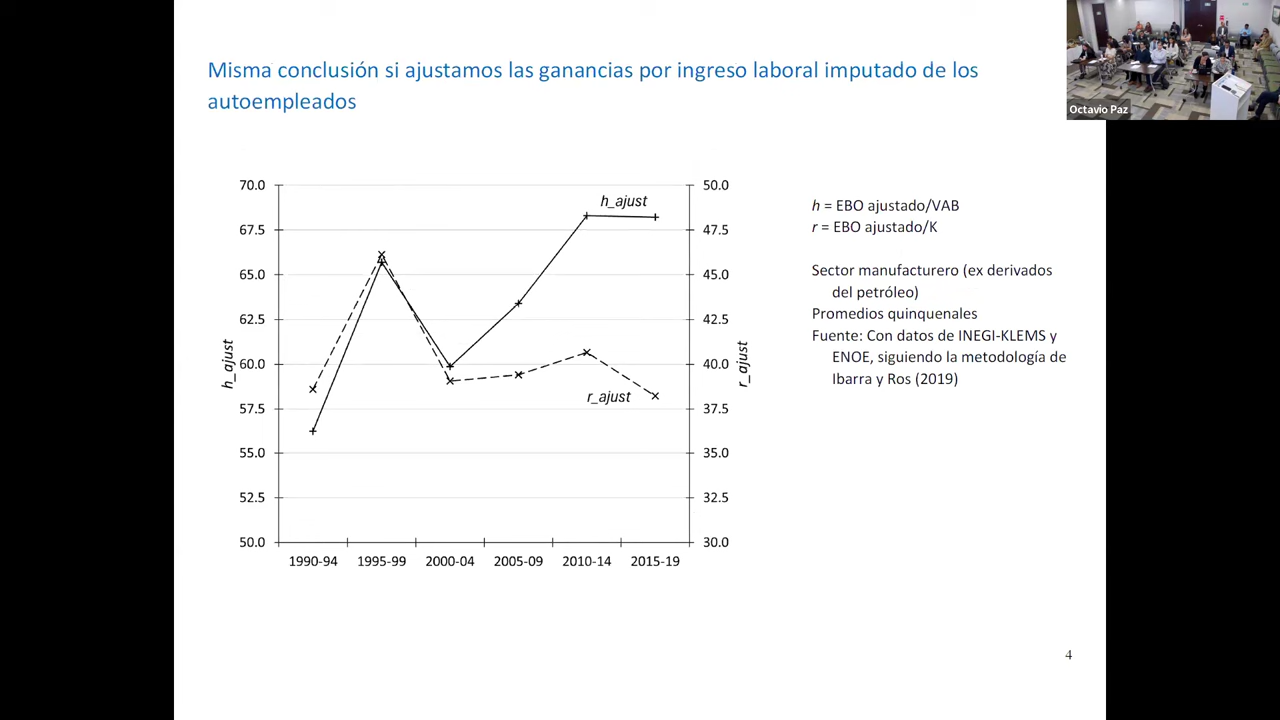 Misma conclusión si ajustamos las ganancias por ingreso laboral imputado de los
autoempleados
Octavio Paz
70.0
67.5
65.0
62.5
60.0
57.5
55.0
52.5
50.0
h_ajust
h_ajust
r_ajust
50.0
47.5
45.0
42.5
40.0
37.5
35.0
32.5
30.0
r_ajust
1990-94 1995-99 2000-04 2005-09 2010-14 2015-19
h = EBO ajustado/VAB
r = EBO ajustado/K
Sector manufacturero (ex derivados
del petróleo)
Promedios quinquenales
Fuente: Con datos de INEGI-KLEMS y
ENOE, siguiendo la metodología de
Ibarra y Ros (2019)
4